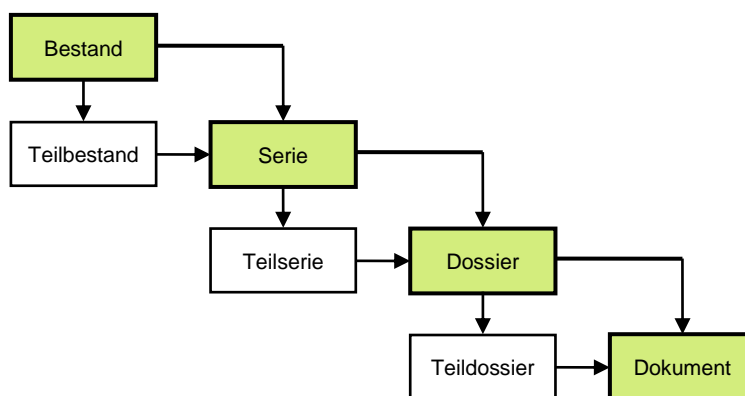 Bestand
Teilbestand
Serie
Teilserie
Dossier
Teildossier
Dokument